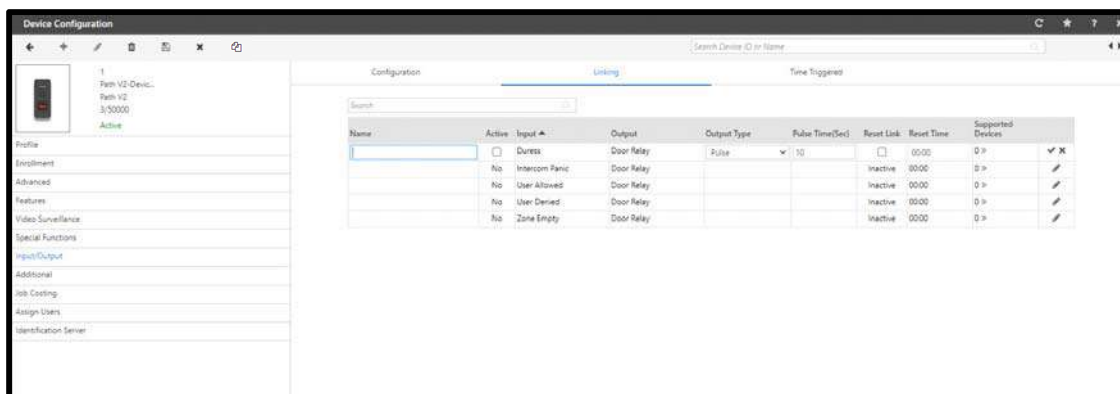 Device Configuration
Search Device ID or Name
1
Path V2-Devic...
Path V2
3/50000
Active
Profile
Enrollment
Advanced
Features
Video Surveillance
Special Functions
Input/Output
Additional
Job Costing
Assign Users
Identification Server
Configuration Linking Time Triggered
Search
Name Active Input Output Output Type Pulse Time(Sec) Reset Link Reset Time Supported Devices
Duress Door Relay Pulse 10 00:00 0 >
No Intercom Panic Door Relay Inactive 00:00 0 >
No User Allowed Door Relay Inactive 00:00 0 >
No User Denied Door Relay Inactive 00:00 0 >
No Zone Empty Door Relay Inactive 00:00 0 >